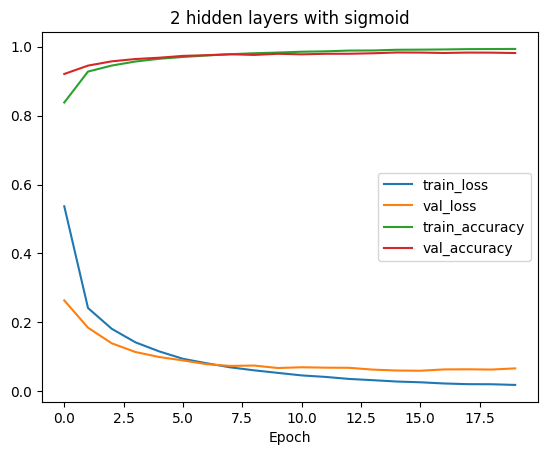 2 hidden layers with sigmoid
1.0
0.8
0.6
0.4
0.2
0.0
train_loss
val_loss
train_accuracy
val_accuracy
0.0 2.5 5.0 7.5 10.0 12.5 15.0 17.5
Epoch